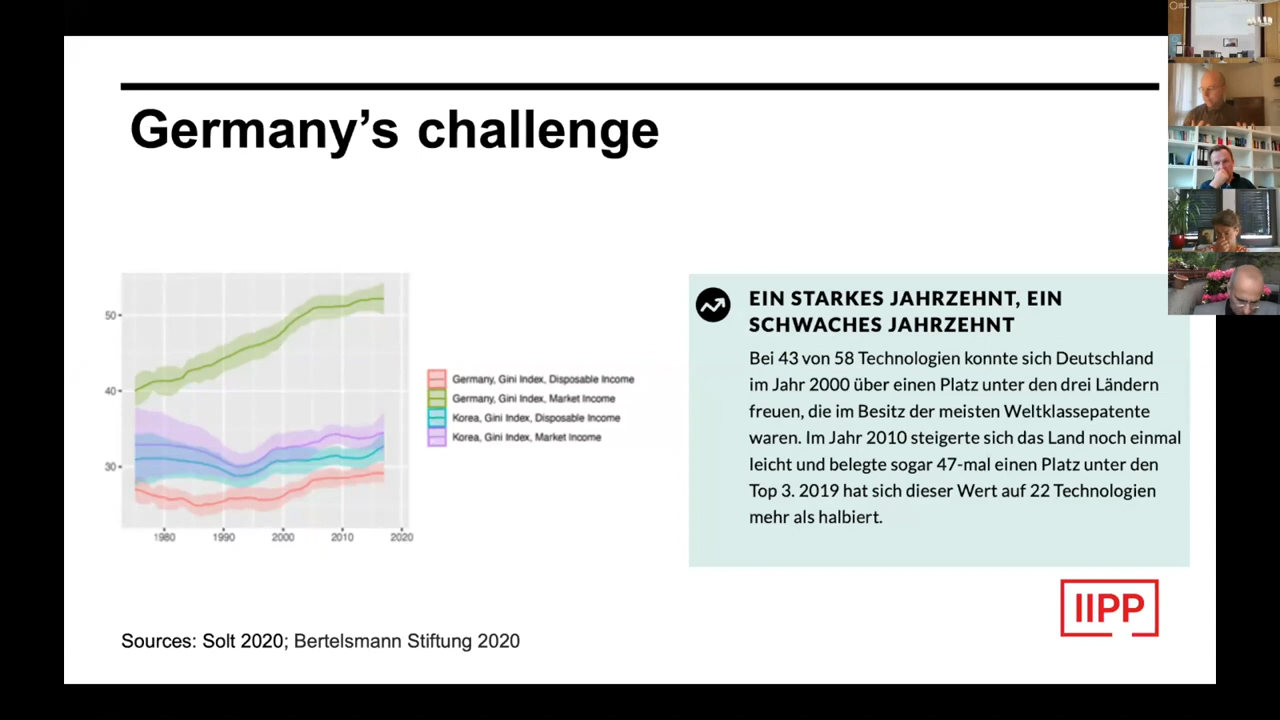 Germany's challenge
50
40
30
1980 1990 2000 2010 2020
Germany, Gini Index, Disposable Income
Germany, Gini Index, Market Income
Korea, Gini Index, Disposable Income
Korea, Gini Index, Market Income
EIN STARKES JAHRZEHNT, EIN
SCHWACHES JAHRZEHNT
Bei 43 von 58 Technologien konnte sich Deutschland
im Jahr 2000 über einen Platz unter den drei Ländern
freuen, die im Besitz der meisten Weltklassepatente
waren. Im Jahr 2010 steigerte sich das Land noch einmal
leicht und belegte sogar 47-mal einen Platz unter den
Top 3. 2019 hat sich dieser Wert auf 22 Technologien
mehr als halbiert.
IIPP
Sources: Solt 2020; Bertelsmann Stiftung 2020